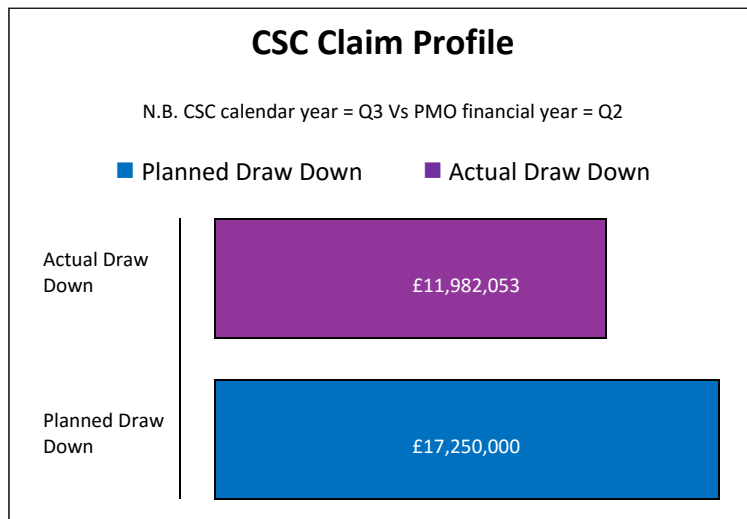 CSC Claim Profile
N.B. CSC calendar year = Q3 Vs PMO financial year = Q2
Planned Draw Down Actual Draw Down
Actual Draw
Down
£11,982,053
Planned Draw
Down
£17,250,000